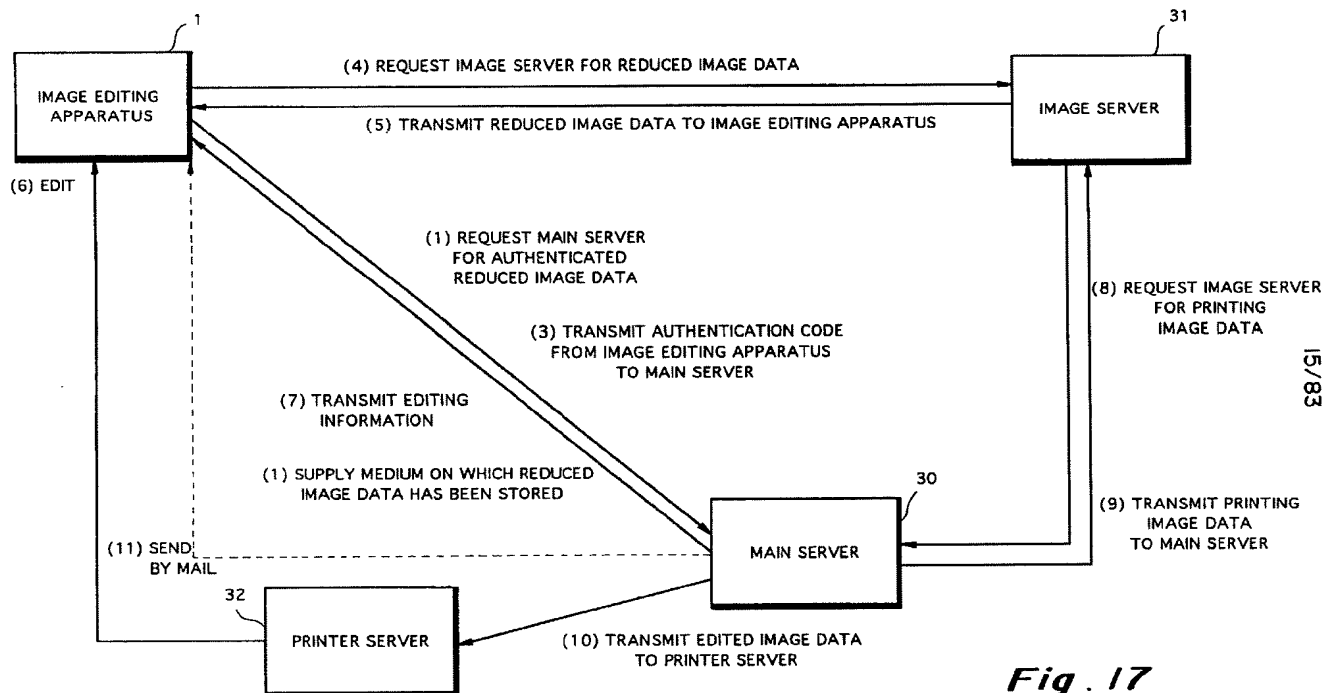 1
31
IMAGE EDITING
APPARATUS
(4) REQUEST IMAGE SERVER FOR REDUCED IMAGE DATA
(5) TRANSMIT REDUCED IMAGE DATA TO IMAGE EDITING APPARATUS
IMAGE SERVER
(6) EDIT
(1) REQUEST MAIN SERVER
FOR AUTHENTICATED
REDUCED IMAGE DATA
(8) REQUEST IMAGE SERVER
FOR PRINTING
IMAGE DATA
(3) TRANSMIT AUTHENTICATION CODE
FROM IMAGE EDITING APPARATUS
TO MAIN SERVER
15/83
(7) TRANSMIT EDITING
INFORMATION
(1) SUPPLY MEDIUM ON WHICH REDUCED
IMAGE DATA HAS BEEN STORED
30
(9) TRANSMIT PRINTING
IMAGE DATA
TO MAIN SERVER
MAIN SERVER
(11) SEND
BY MAIL
32
PRINTER SERVER
(10) TRANSMIT EDITED IMAGE DATA
TO PRINTER SERVER
Fig. 17